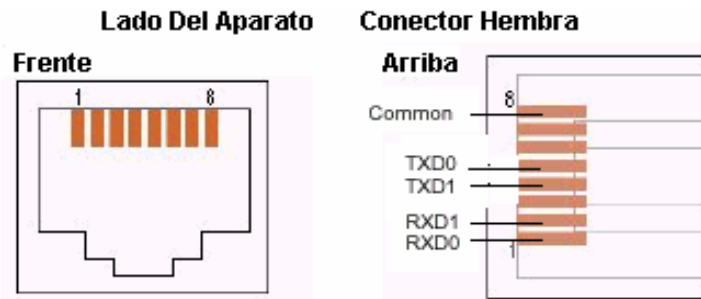 Lado Del Aparato Conector Hembra
Frente
1 8
Arriba
8
Common
TXD0
TXD1
RXD1
RXD0
1